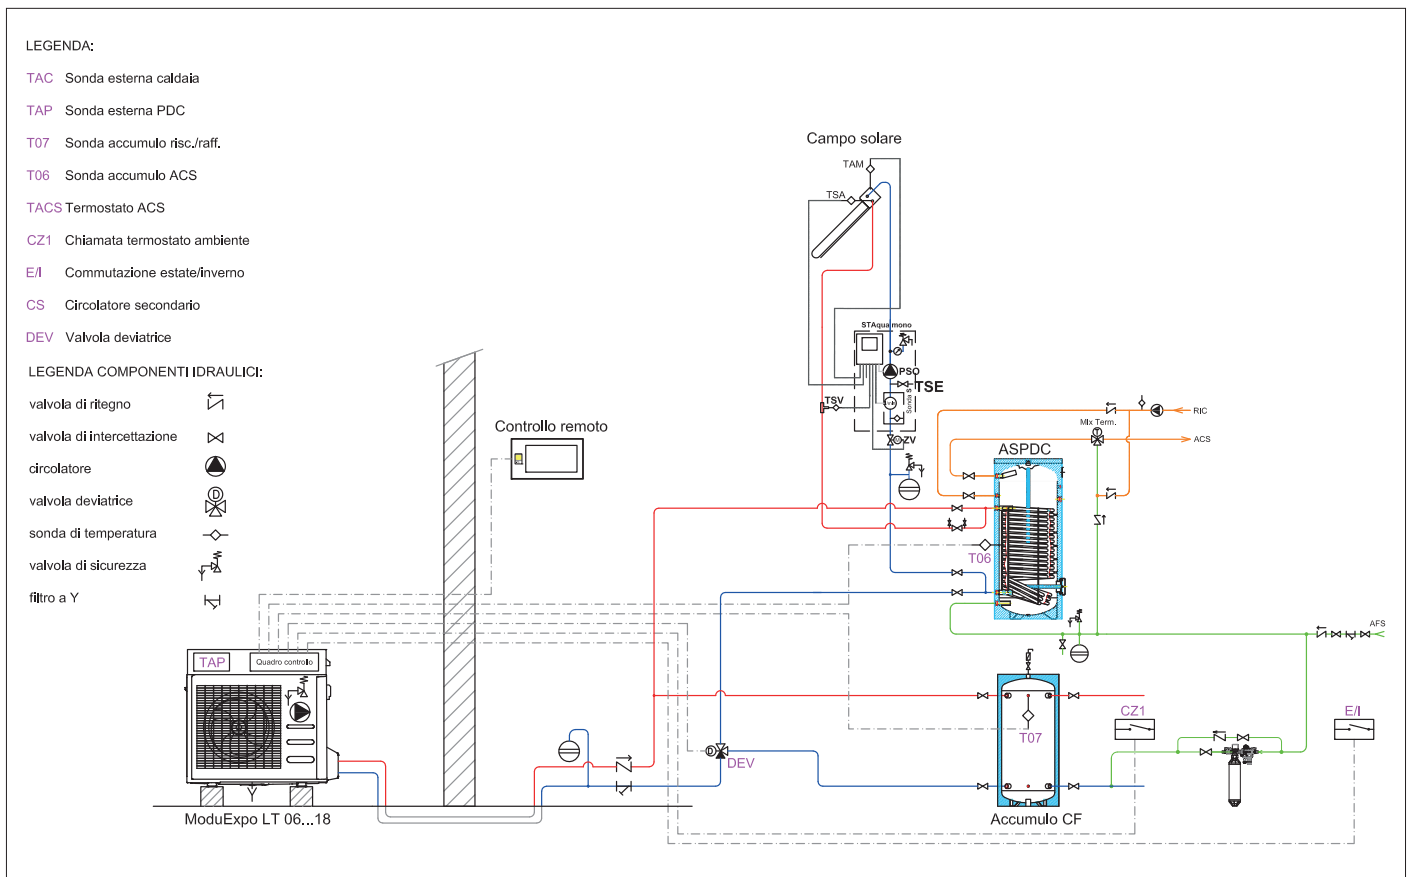 LEGENDA:
TAC Sonda esterna caldaia
TAP Sonda esterna PDC
T07 Sonda accumulo risc./raff.
T06 Sonda accumulo ACS
TACS Termostato ACS
CZ1 Chiamata termostato ambiente
E/I Commutazione estate/inverno
CS Circolatore secondario
DEV Valvola deviatrice
LEGENDA COMPONENTI IDRAULICI:
valvola di ritegno
valvola di intercettazione
circolatore
valvola deviatrice
D
sonda di temperatura
valvola di sicurezza
filtro a Y
Campo solare
TAM
TSA
STAquamono
PSO
TSE
Sonda S
TSV
ZV
Controllo remoto
RIC
Mix Term.
ACS
ASPDC
T06
AFS
TAP
Quadro controllo
D
DEV
T07
CZ1
E/I
ModuExpo LT 06...18
Accumulo CF